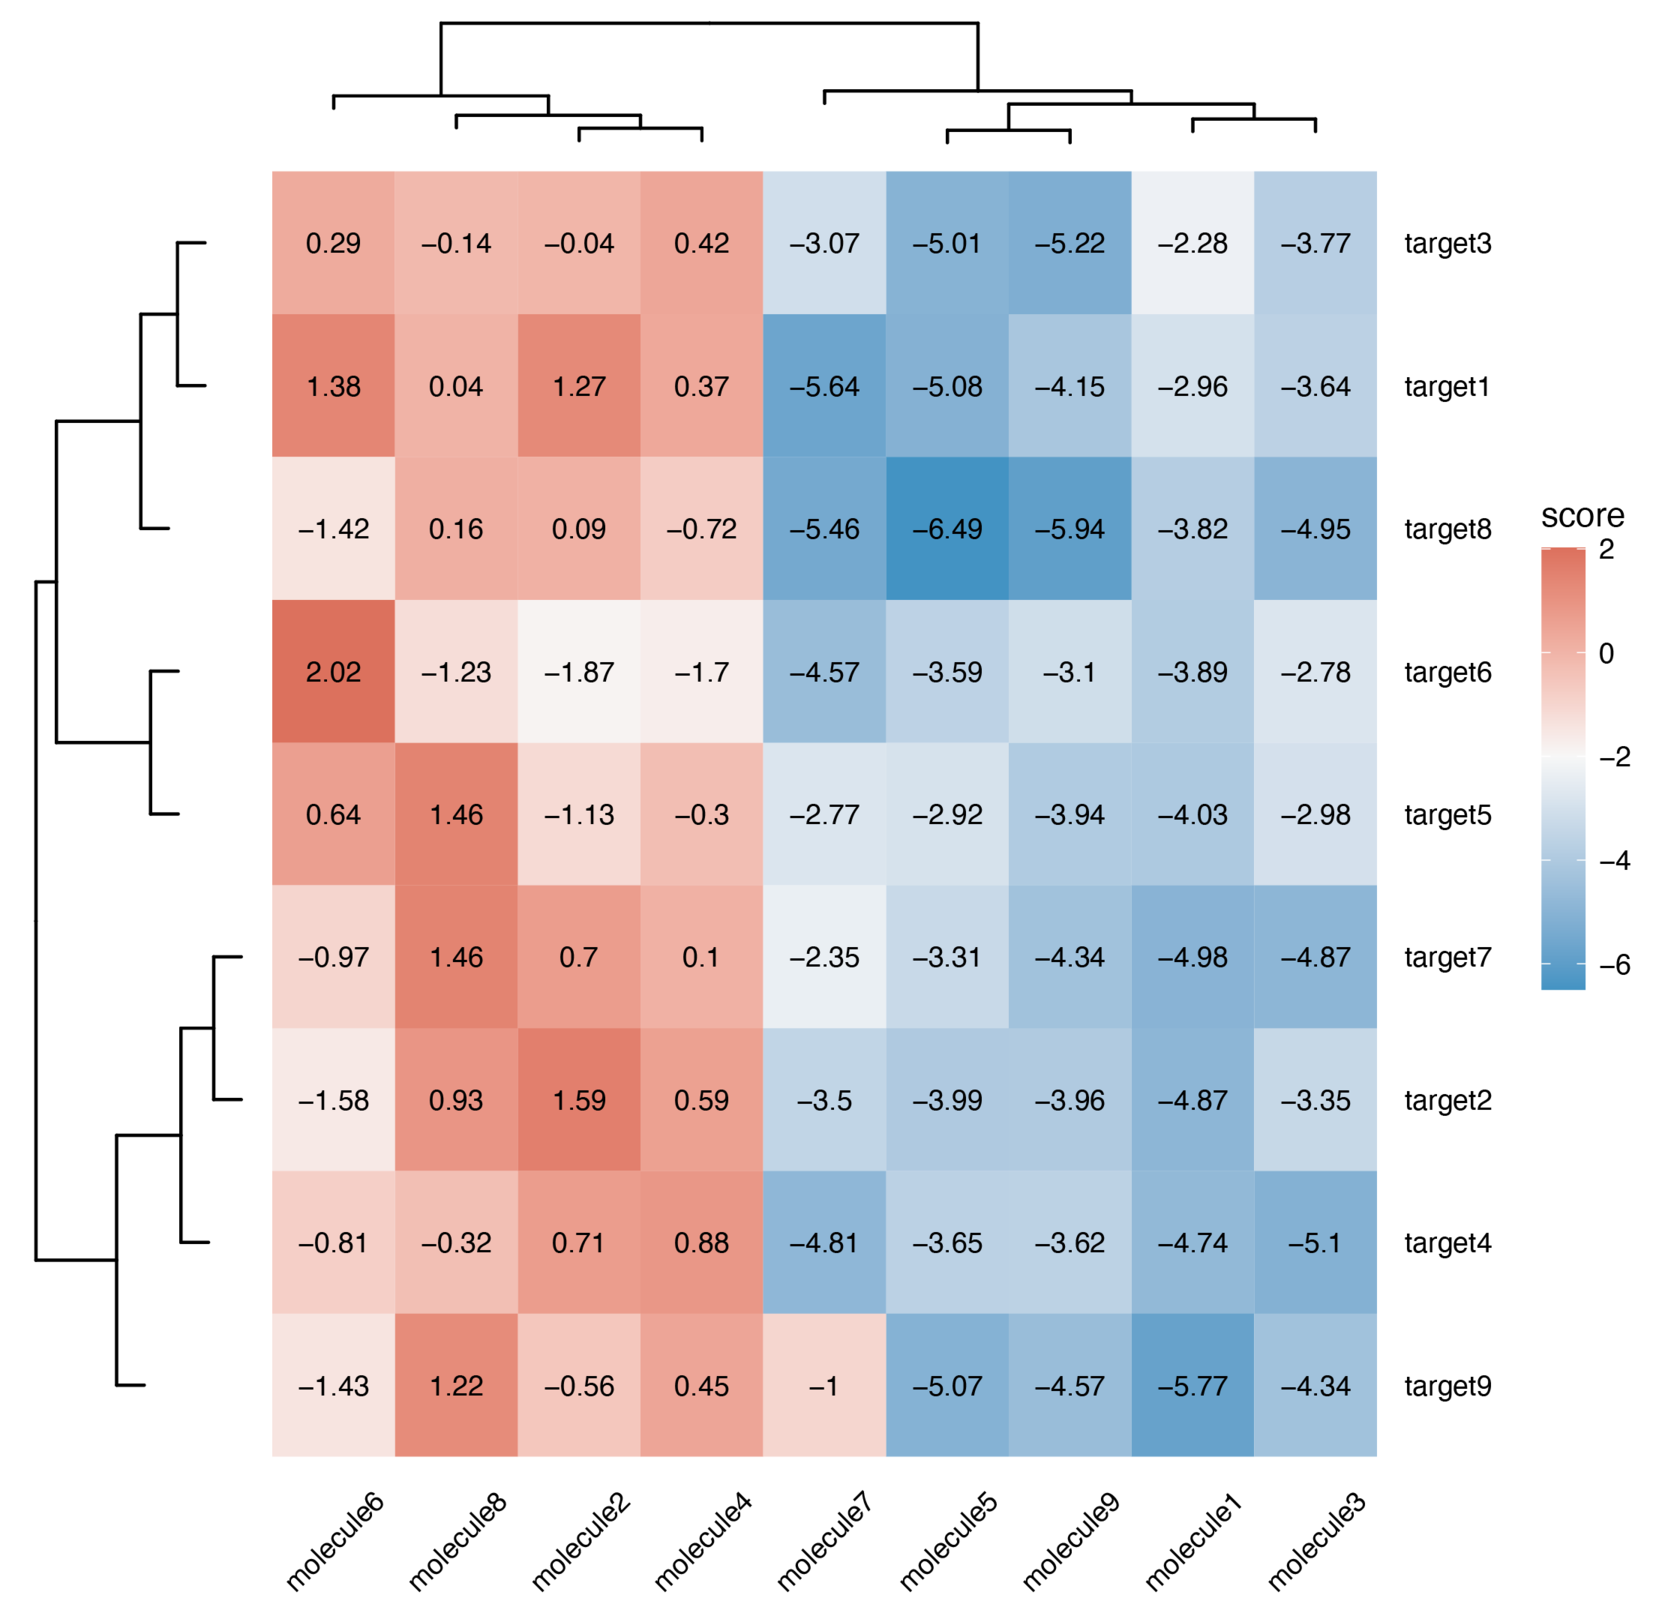 0.29 −0.14 −0.04 0.42 −3.07 −5.01 −5.22 −2.28 −3.77 target3
1.38 0.04 1.27 0.37 −5.64 −5.08 −4.15 −2.96 −3.64 target1
−1.42 0.16 0.09 −0.72 −5.46 −6.49 −5.94 −3.82 −4.95 target8
2.02 −1.23 −1.87 −1.7 −4.57 −3.59 −3.1 −3.89 −2.78 target6
0.64 1.46 −1.13 −0.3 −2.77 −2.92 −3.94 −4.03 −2.98 target5
−0.97 1.46 0.7 0.1 −2.35 −3.31 −4.34 −4.98 −4.87 target7
−1.58 0.93 1.59 0.59 −3.5 −3.99 −3.96 −4.87 −3.35 target2
−0.81 −0.32 0.71 0.88 −4.81 −3.65 −3.62 −4.74 −5.1 target4
−1.43 1.22 −0.56 0.45 −1 −5.07 −4.57 −5.77 −4.34 target9
molecule6 molecule8 molecule2 molecule4 molecule7 molecule5 molecule9 molecule1 molecule3
score
2
0
−2
−4
−6